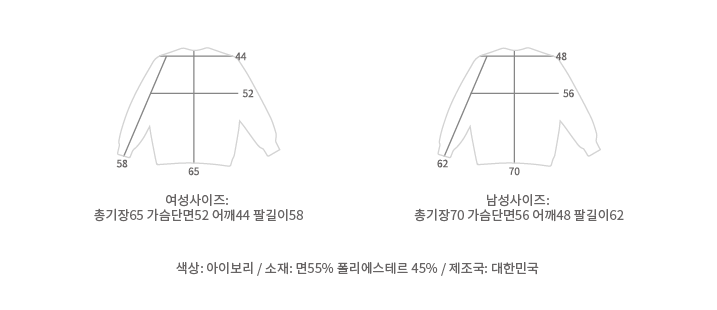 44
48
52
56
58
62
65
70
여성사이즈:
총기장65 가슴단면52 어깨44 팔길이58
남성사이즈:
총기장70 가슴단면56 어깨48 팔길이62
색상: 아이보리 / 소재: 면55% 폴리에스테르 45% / 제조국: 대한민국